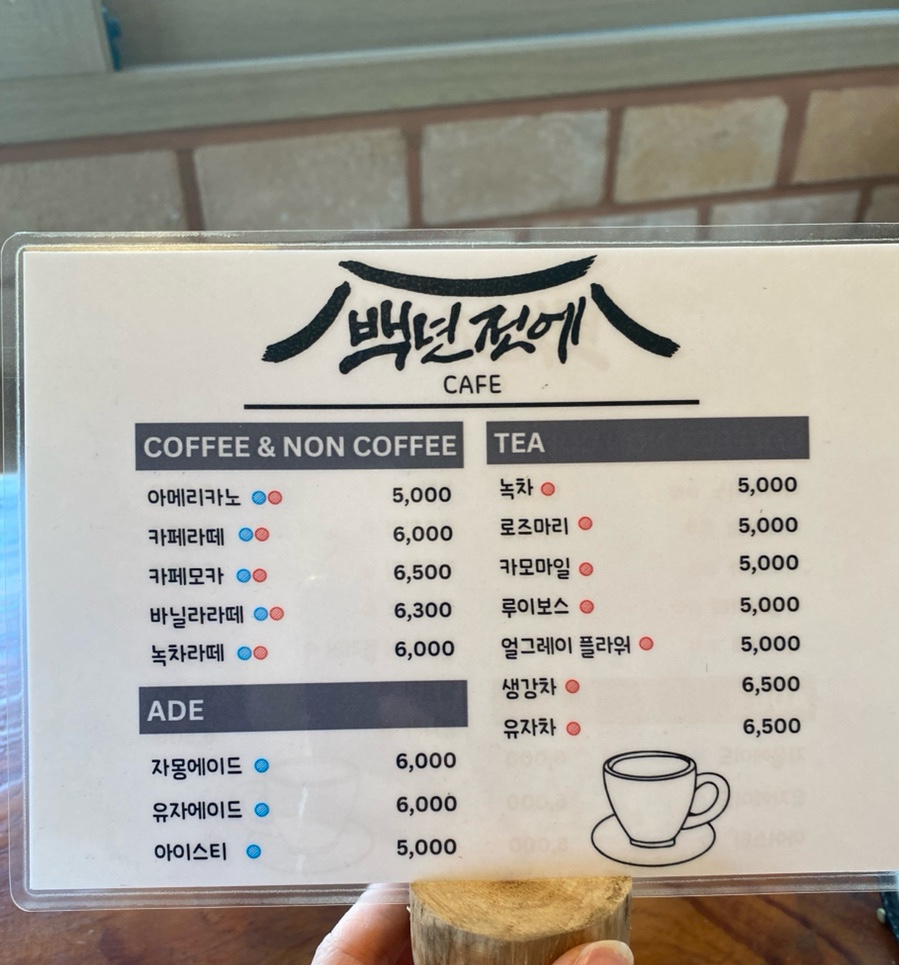 백년전에
CAFE
COFFEE & NON COFFEE
아메리카노 5,000
카페라떼 6,000
카페모카 6,500
바닐라라떼 6,300
녹차라떼 6,000
ADE
자몽에이드 6,000
유자에이드 6,000
아이스티 5,000
TEA
녹차 5,000
로즈마리 5,000
카모마일 5,000
루이보스 5,000
얼그레이 플라워 5,000
생강차 6,500
유자차 6,500